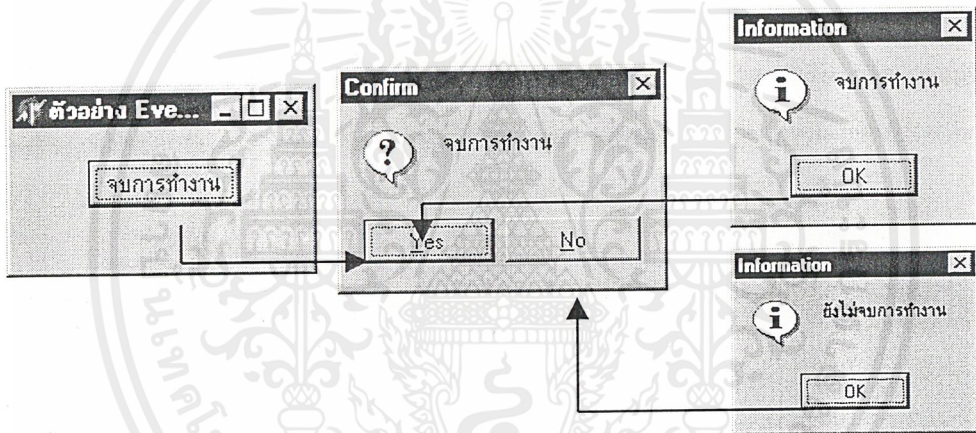 ตัวอย่าง Eve...
จบการทำงาน
Confirm
จบการทำงาน
Yes
No
Information
จบการทำงาน
OK
Information
ยังไม่จบการทำงาน
OK